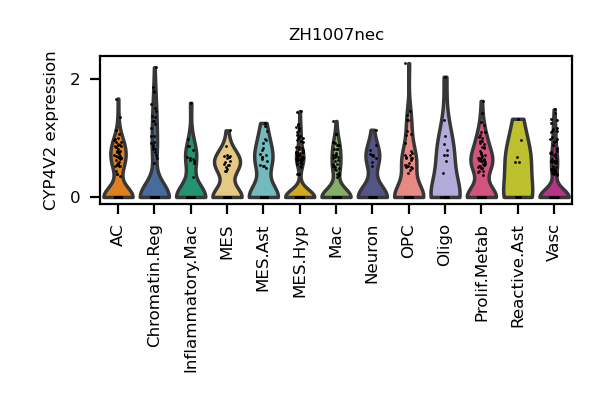 ZH1007nec
CYP4V2 expression
2
0
AC
Chromatin.Reg
Inflammatory.Mac
MES
MES.Ast
MES.Hyp
Mac
Neuron
OPC
Oligo
Prolif.Metab
Reactive.Ast
Vasc